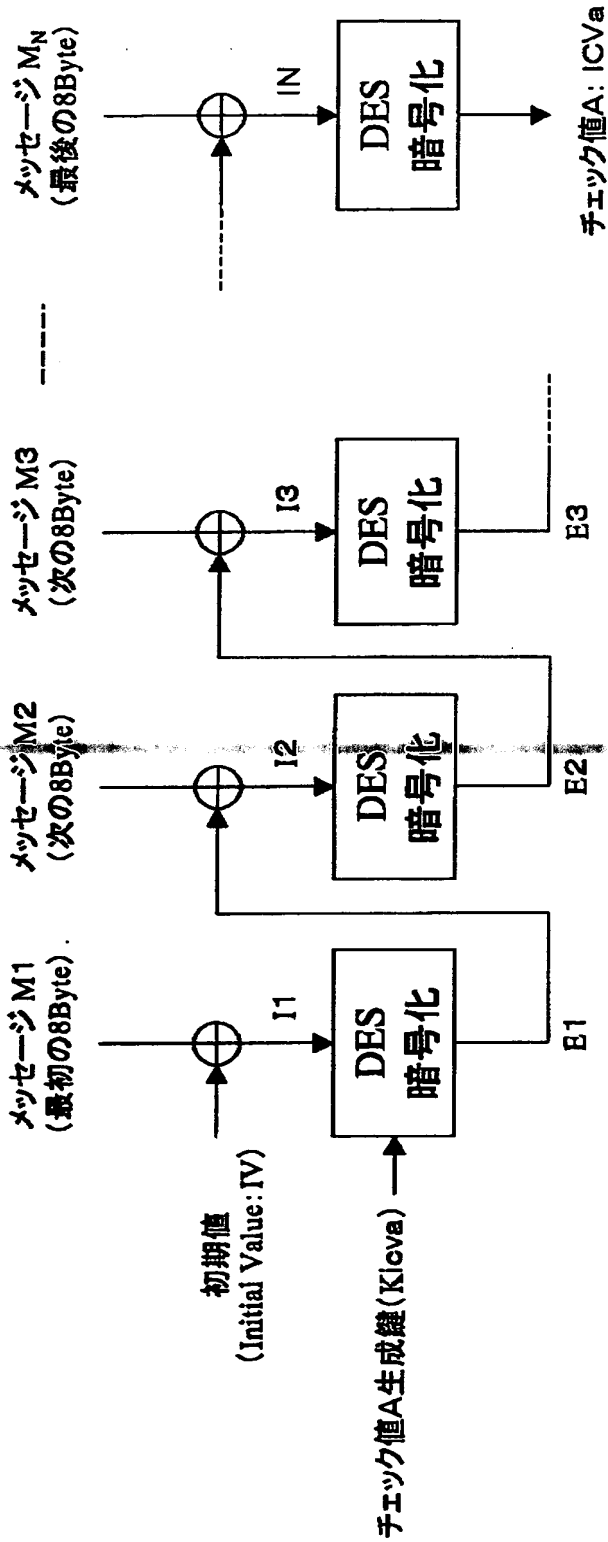 メッセージ M1
(最初の8Byte).
メッセージ M2
(次の8Byte)
メッセージ M3
(次の8Byte)
メッセージ MN
(最後の8Byte)
初期値
(Initial Value:IV)
I1
I2
I3
IN
チェック値A生成鍵(Kicva)
DES
暗号化
DES
暗号化
DES
暗号化
DES
暗号化
E1
E2
E3
チェック値A: ICVa